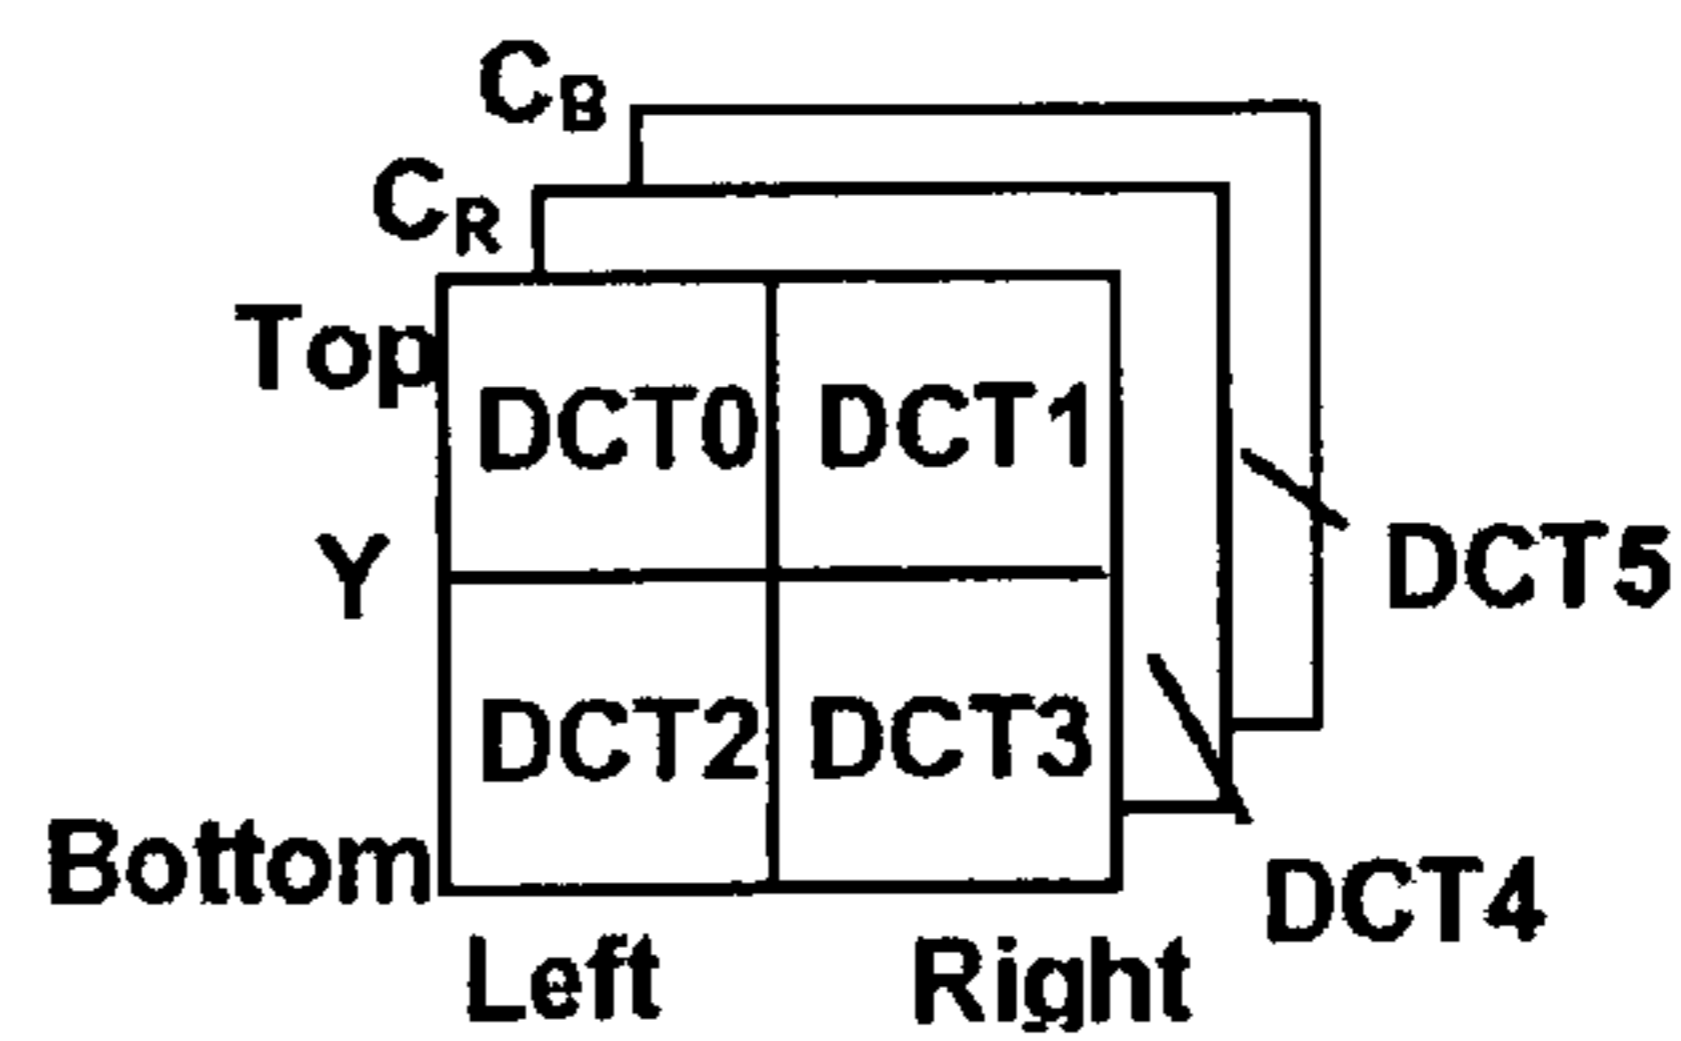 CB
CR
Top
DCT0 DCT1
Y
DCT5
DCT2 DCT3
Bottom
DCT4
Left Right